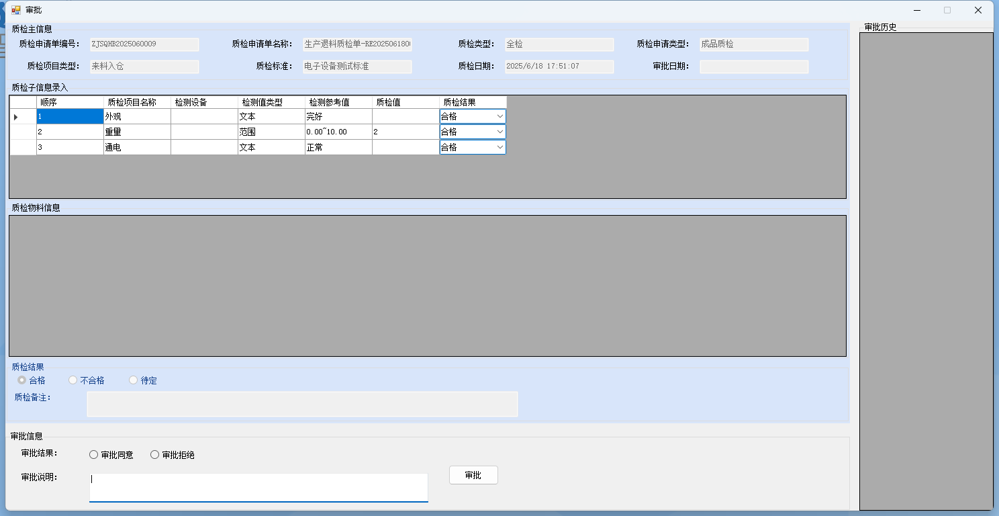 审批
质检主信息
审批历史
质检申请单编号: ZJSQHB2025060009 质检申请单名称: 生产退料质检单-RE202506180 质检类型: 全检 质检申请类型: 成品质检
质检项目类型: 来料入仓 质检标准: 电子设备测试标准 质检日期: 2025/6/18 17:51:07 审批日期:
质检子信息录入
顺序 质检项目名称 检测设备 检测值类型 检测参考值 质检值 质检结果
1 外观 文本 完好 合格
2 重量 范围 0.00~10.00 2 合格
3 通电 文本 正常 合格
质检物料信息
质检结果
合格 不合格 待定
质检备注:
审批信息
审批结果: 审批同意 审批拒绝
审批说明: 审批